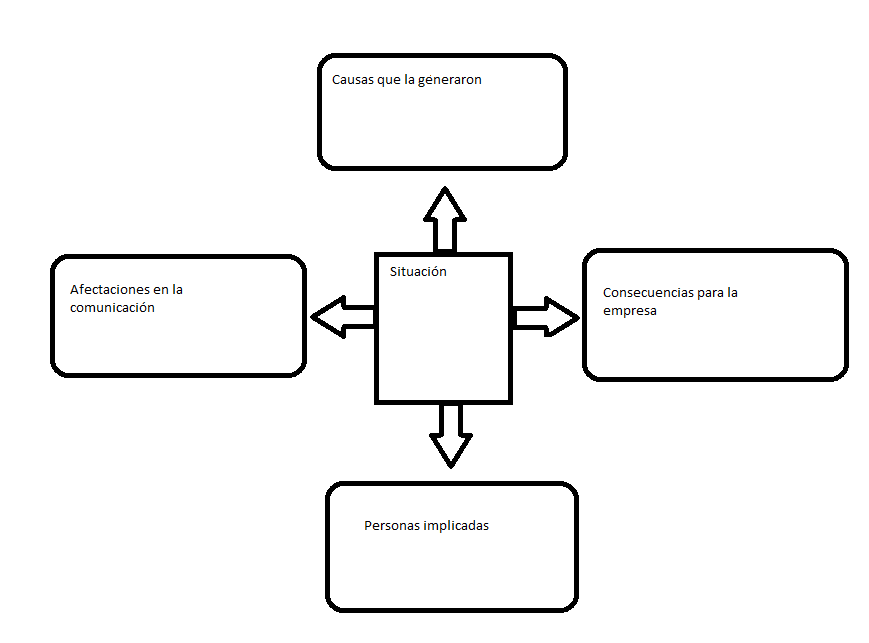 Causas que la generaron
Situación
Afectaciones en la
comunicación
Consecuencias para la
empresa
Personas implicadas